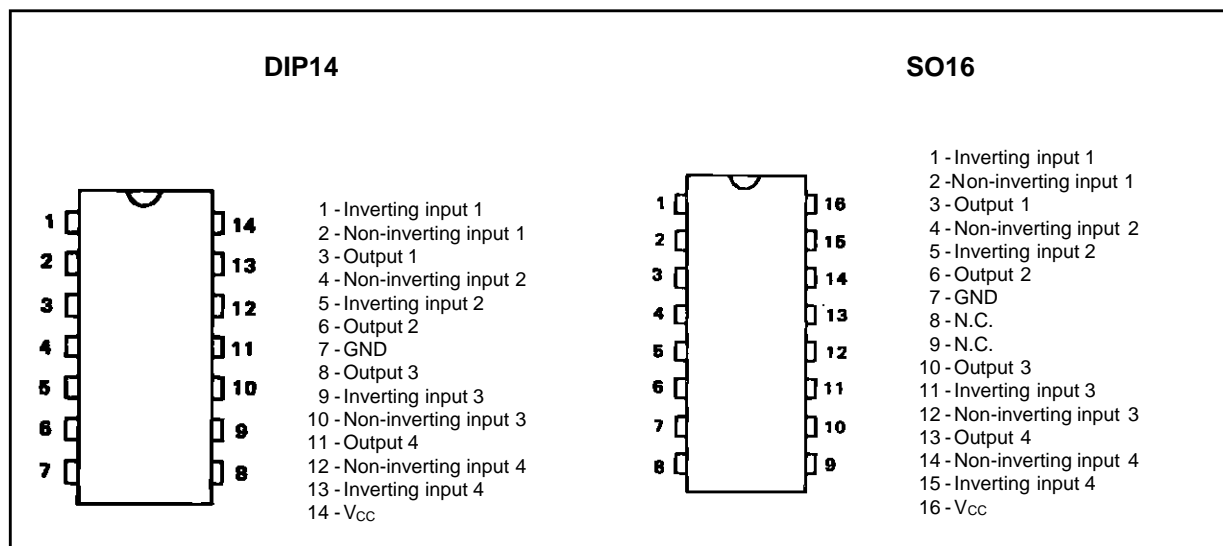 DIP14
1
2
3
4
5
6
7
14
13
12
11
10
9
8
1 - Inverting input 1
2 - Non-inverting input 1
3 - Output 1
4 - Non-inverting input 2
5 - Inverting input 2
6 - Output 2
7 - GND
8 - Output 3
9 - Inverting input 3
10 - Non-inverting input 3
11 - Output 4
12 - Non-inverting input 4
13 - Inverting input 4
14 - VCC
SO16
1
2
3
4
5
6
7
8
16
15
14
13
12
11
10
9
1 - Inverting input 1
2 - Non-inverting input 1
3 - Output 1
4 - Non-inverting input 2
5 - Inverting input 2
6 - Output 2
7 - GND
8 - N.C.
9 - N.C.
10 - Output 3
11 - Inverting input 3
12 - Non-inverting input 3
13 - Output 4
14 - Non-inverting input 4
15 - Inverting input 4
16 - VCC